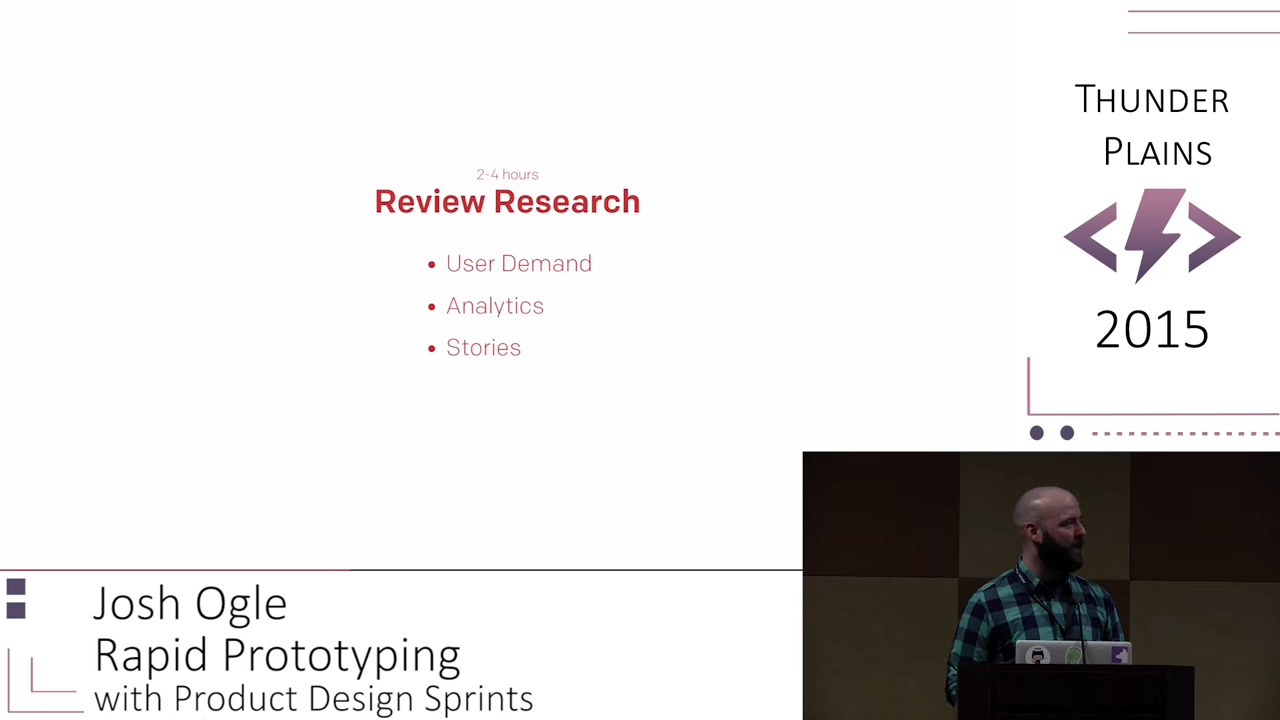 2-4 hours
Review Research
• User Demand
• Analytics
• Stories
THUNDER
PLAINS
2015
Josh Ogle
Rapid Prototyping
with Product Design Sprints